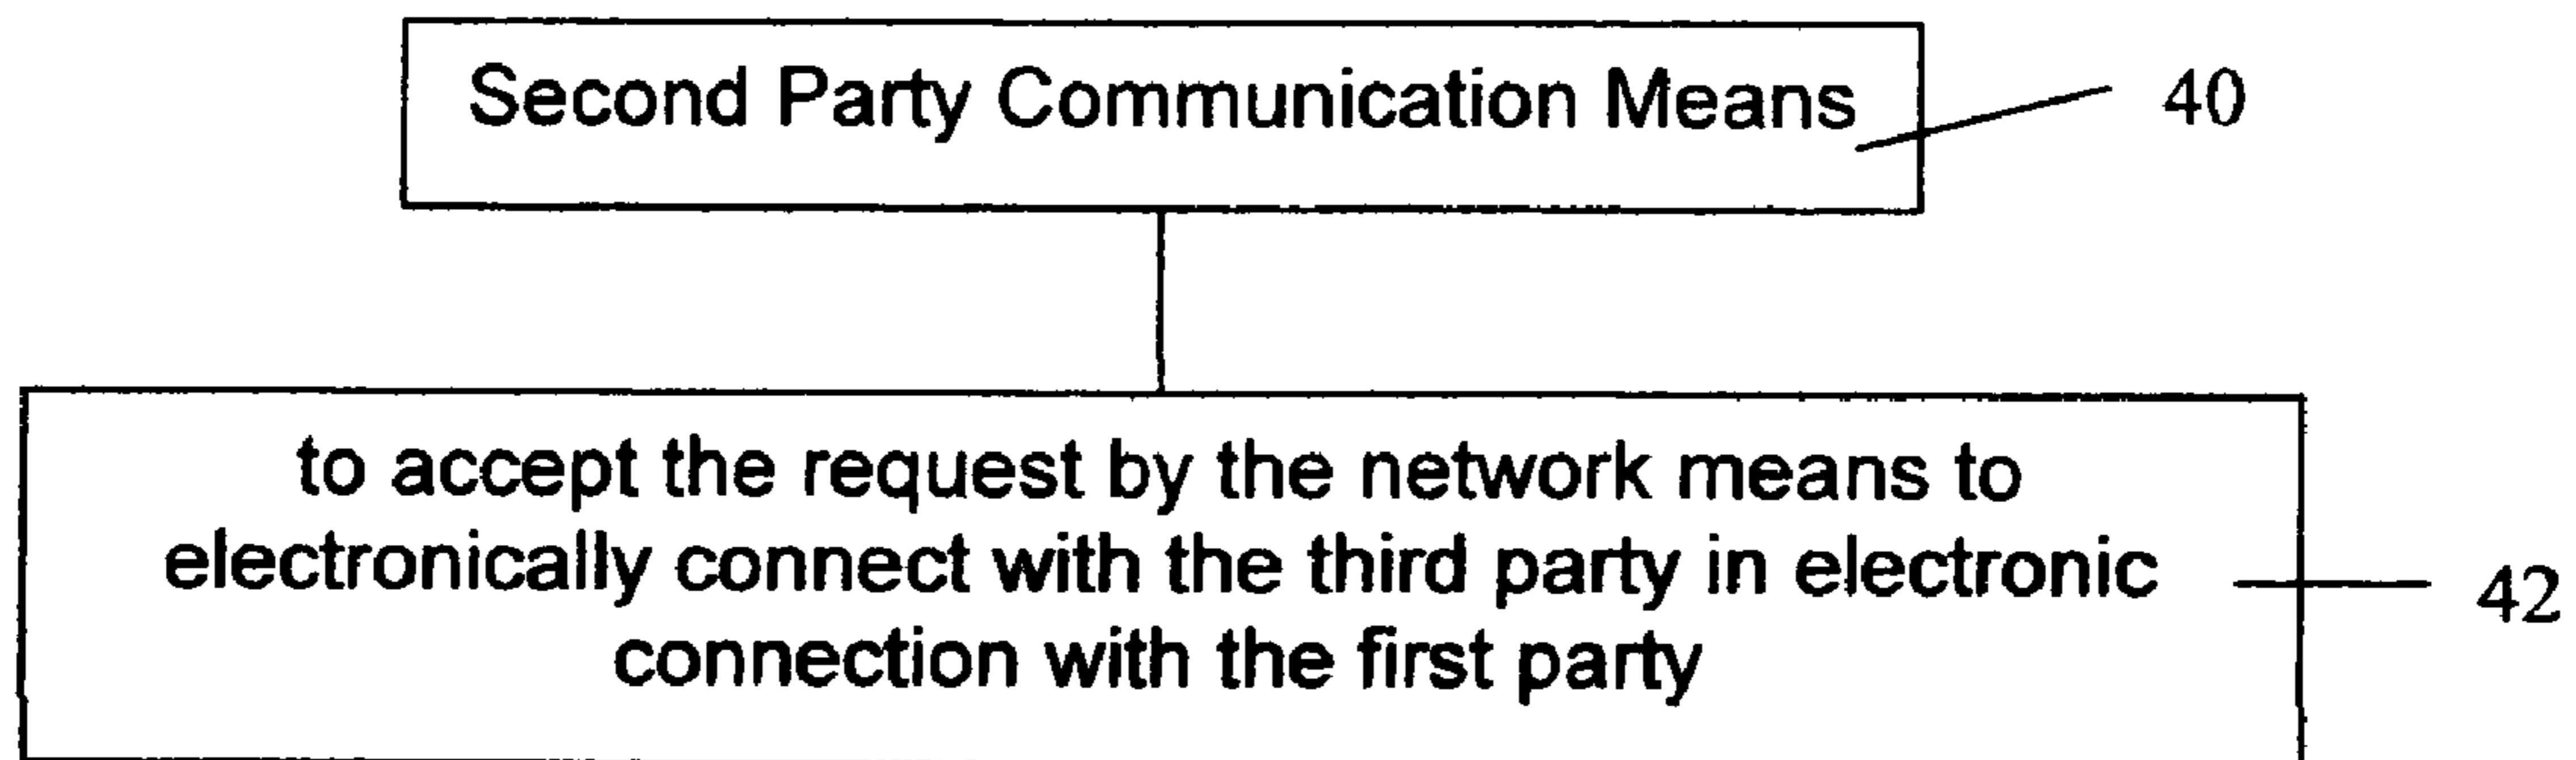 Second Party Communication Means
40
to accept the request by the network means to
electronically connect with the third party in electronic
connection with the first party
42